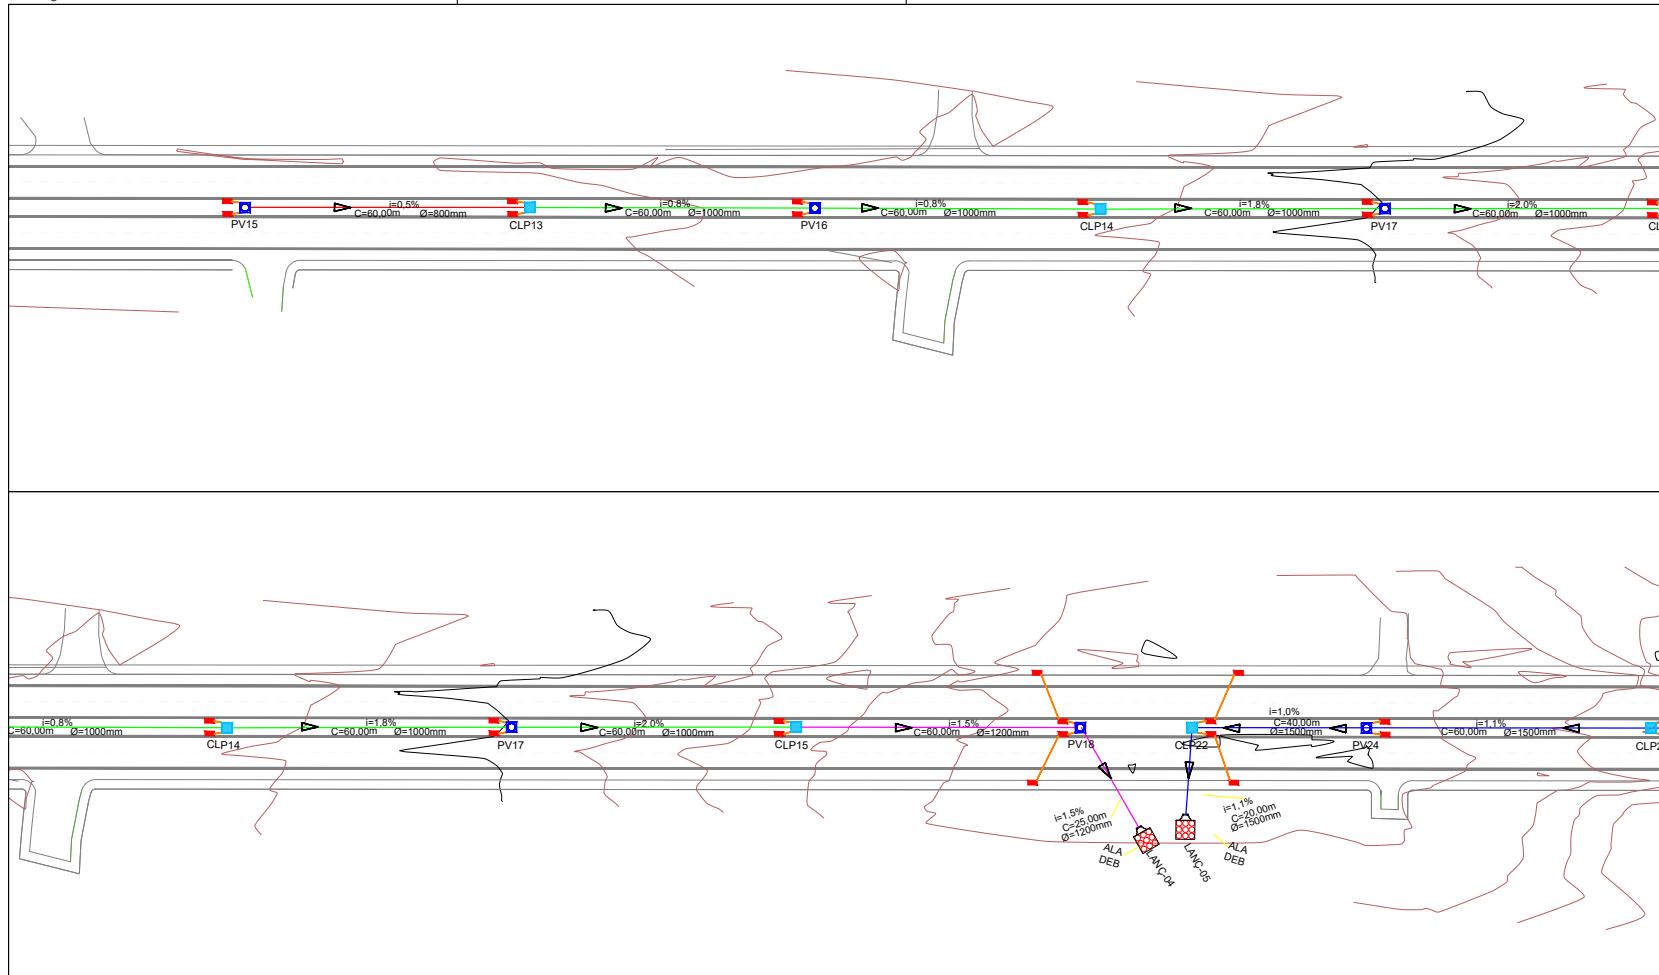 i=0,5%
C=60,00m Ø=800mm
i=0,8%
C=60,00m Ø=1000mm
i=0,8%
C=60,00m Ø=1000mm
i=1,8%
C=60,00m Ø=1000mm
i=2,0%
C=60,00m Ø=1000mm
PV15
CLP13
PV16
CLP14
PV17
CL
i=0,8%
C=60,00m Ø=1000mm
i=1,8%
C=60,00m Ø=1000mm
i=2,0%
C=60,00m Ø=1000mm
i=1,5%
C=60,00m Ø=1200mm
i=1,0%
C=40,00m
Ø=1500mm
i=1,1%
C=60,00m Ø=1500mm
CLP14
PV17
CLP15
PV18
CLP22
PV24
CLP2
i=1,5%
C=25,00m
Ø=1200mm
i=1,1%
C=20,00m
Ø=1500mm
ALA
DEB
LANÇ-04
LANÇ-05
ALA
DEB